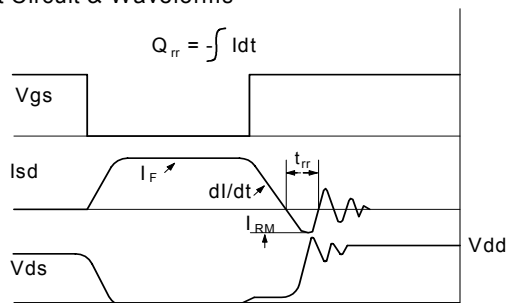 t Circuit & Waveforms
Q rr = - ∫ Idt
Vgs
Isd
I F
dI/dt
t rr
I RM
Vdd
Vds